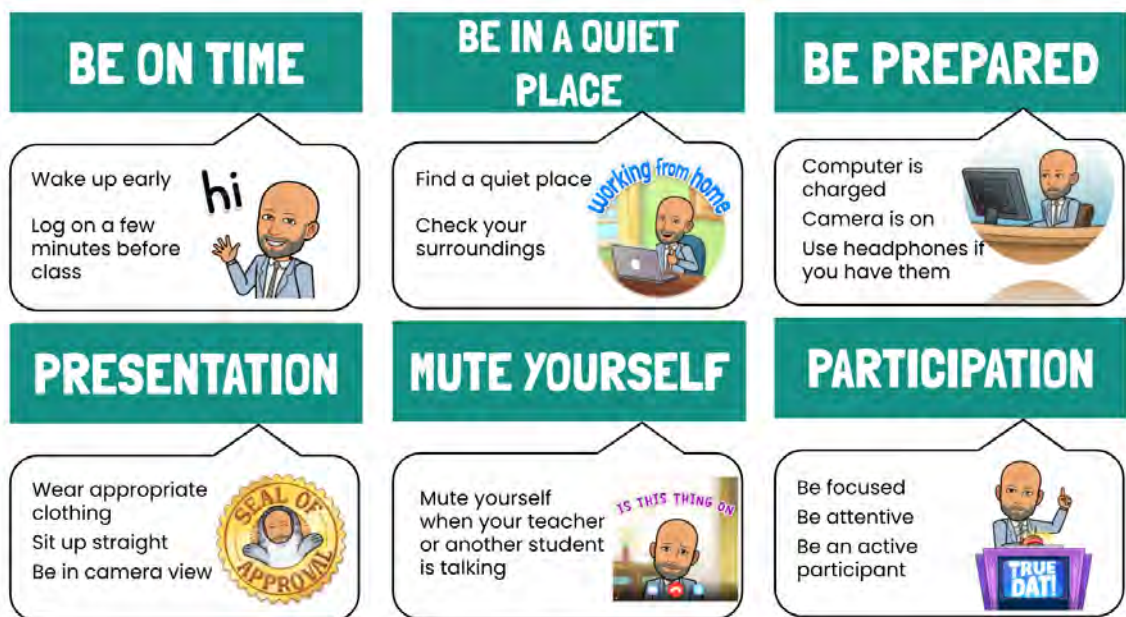 BE ON TIME
Wake up early
Log on a few
minutes before
class
hi
BE IN A QUIET
PLACE
Find a quiet place
Check your
surroundings
working from home
BE PREPARED
Computer is
charged
Camera is on
Use headphones if
you have them
PRESENTATION
Wear appropriate
clothing
Sit up straight
Be in camera view
SEAL OF
APPROVAL
MUTE YOURSELF
Mute yourself
when your teacher
or another student
is talking
IS THIS THING ON
PARTICIPATION
Be focused
Be attentive
Be an active
participant
TRUE
DAT!